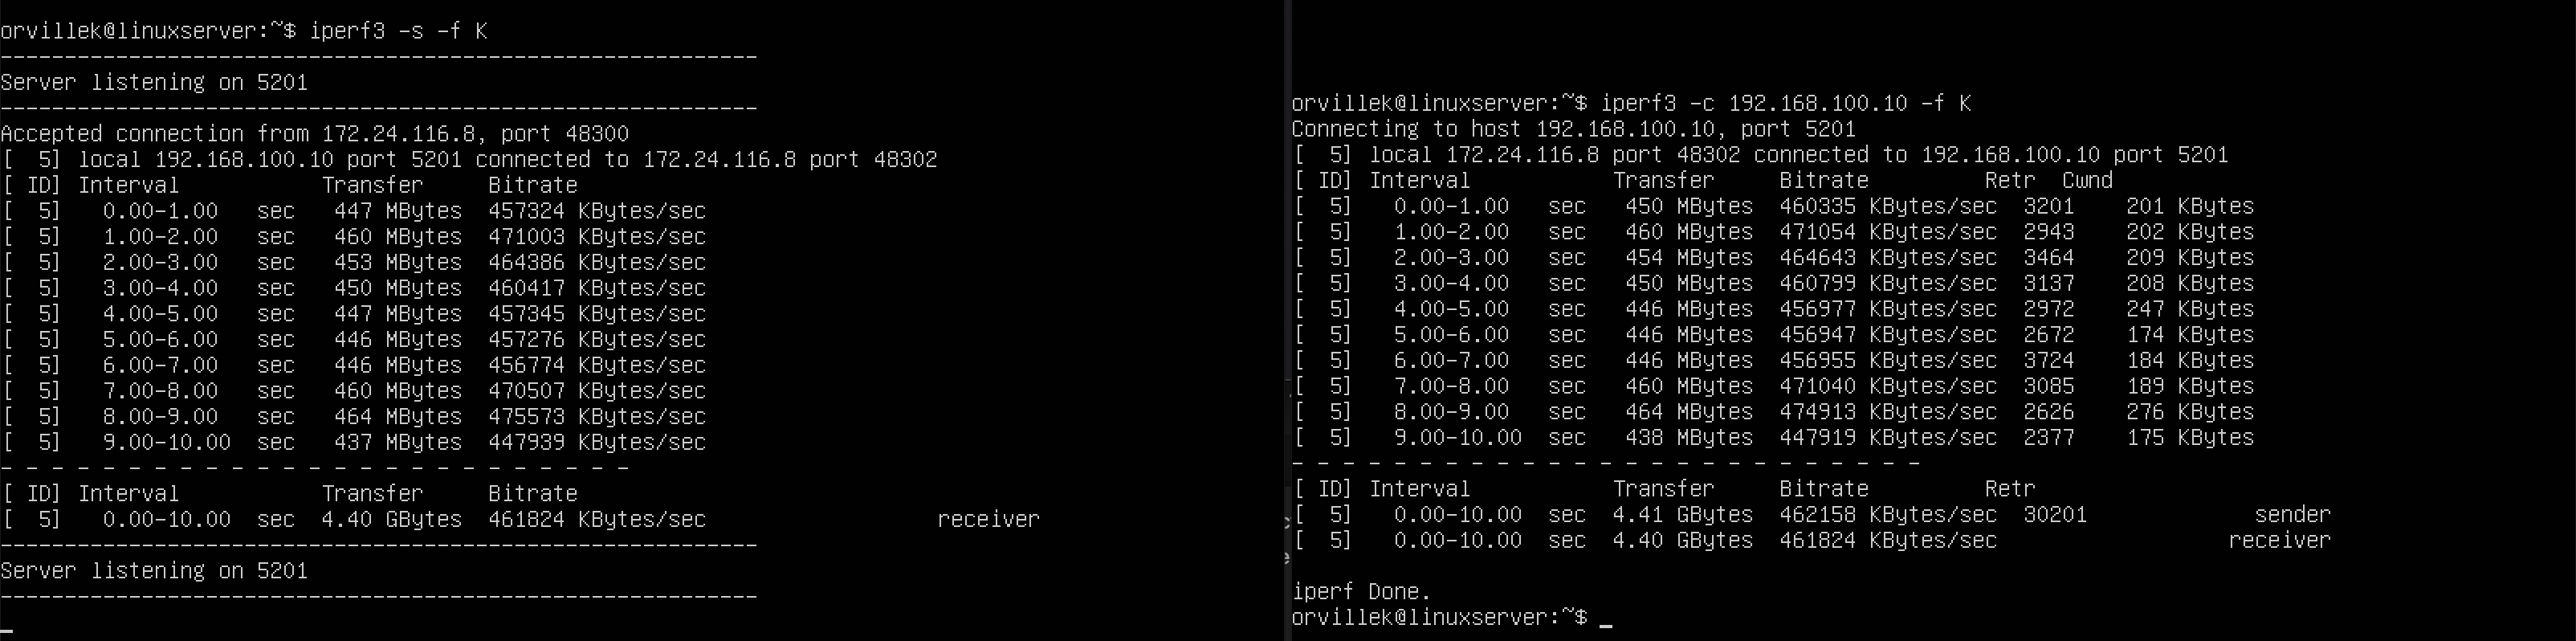 orvillek@linuxserver:~$ iperf3 -s -f K
-----------------------------------------------------------
Server listening on 5201
-----------------------------------------------------------
Accepted connection from 172.24.116.8, port 48300
[  5] local 192.168.100.10 port 5201 connected to 172.24.116.8 port 48302
[ ID] Interval           Transfer     Bitrate
[  5]   0.00-1.00   sec   447 MBytes  457324 KBytes/sec
[  5]   1.00-2.00   sec   460 MBytes  471003 KBytes/sec
[  5]   2.00-3.00   sec   453 MBytes  464386 KBytes/sec
[  5]   3.00-4.00   sec   450 MBytes  460417 KBytes/sec
[  5]   4.00-5.00   sec   447 MBytes  457345 KBytes/sec
[  5]   5.00-6.00   sec   446 MBytes  457276 KBytes/sec
[  5]   6.00-7.00   sec   446 MBytes  456774 KBytes/sec
[  5]   7.00-8.00   sec   460 MBytes  470507 KBytes/sec
[  5]   8.00-9.00   sec   464 MBytes  475573 KBytes/sec
[  5]   9.00-10.00  sec   437 MBytes  447939 KBytes/sec
- - - - - - - - - - - - - - - - - - - - - - - - -
[ ID] Interval           Transfer     Bitrate
[  5]   0.00-10.00  sec  4.40 GBytes  461824 KBytes/sec                  receiver
-----------------------------------------------------------
Server listening on 5201
-----------------------------------------------------------
orvillek@linuxserver:~$ iperf3 -c 192.168.100.10 -f K
Connecting to host 192.168.100.10, port 5201
[  5] local 172.24.116.8 port 48302 connected to 192.168.100.10 port 5201
[ ID] Interval           Transfer     Bitrate         Retr  Cwnd
[  5]   0.00-1.00   sec   450 MBytes  460335 KBytes/sec  3201    201 KBytes
[  5]   1.00-2.00   sec   460 MBytes  471054 KBytes/sec  2943    202 KBytes
[  5]   2.00-3.00   sec   454 MBytes  464643 KBytes/sec  3464    209 KBytes
[  5]   3.00-4.00   sec   450 MBytes  460799 KBytes/sec  3137    208 KBytes
[  5]   4.00-5.00   sec   446 MBytes  456977 KBytes/sec  2972    247 KBytes
[  5]   5.00-6.00   sec   446 MBytes  456947 KBytes/sec  2672    174 KBytes
[  5]   6.00-7.00   sec   446 MBytes  456955 KBytes/sec  3724    184 KBytes
[  5]   7.00-8.00   sec   460 MBytes  471040 KBytes/sec  3085    189 KBytes
[  5]   8.00-9.00   sec   464 MBytes  474913 KBytes/sec  2626    276 KBytes
[  5]   9.00-10.00  sec   438 MBytes  447919 KBytes/sec  2377    175 KBytes
- - - - - - - - - - - - - - - - - - - - - - - - -
[ ID] Interval           Transfer     Bitrate         Retr
[  5]   0.00-10.00  sec  4.41 GBytes  462158 KBytes/sec  30201             sender
[  5]   0.00-10.00  sec  4.40 GBytes  461824 KBytes/sec                  receiver
iperf Done.
orvillek@linuxserver:~$ _